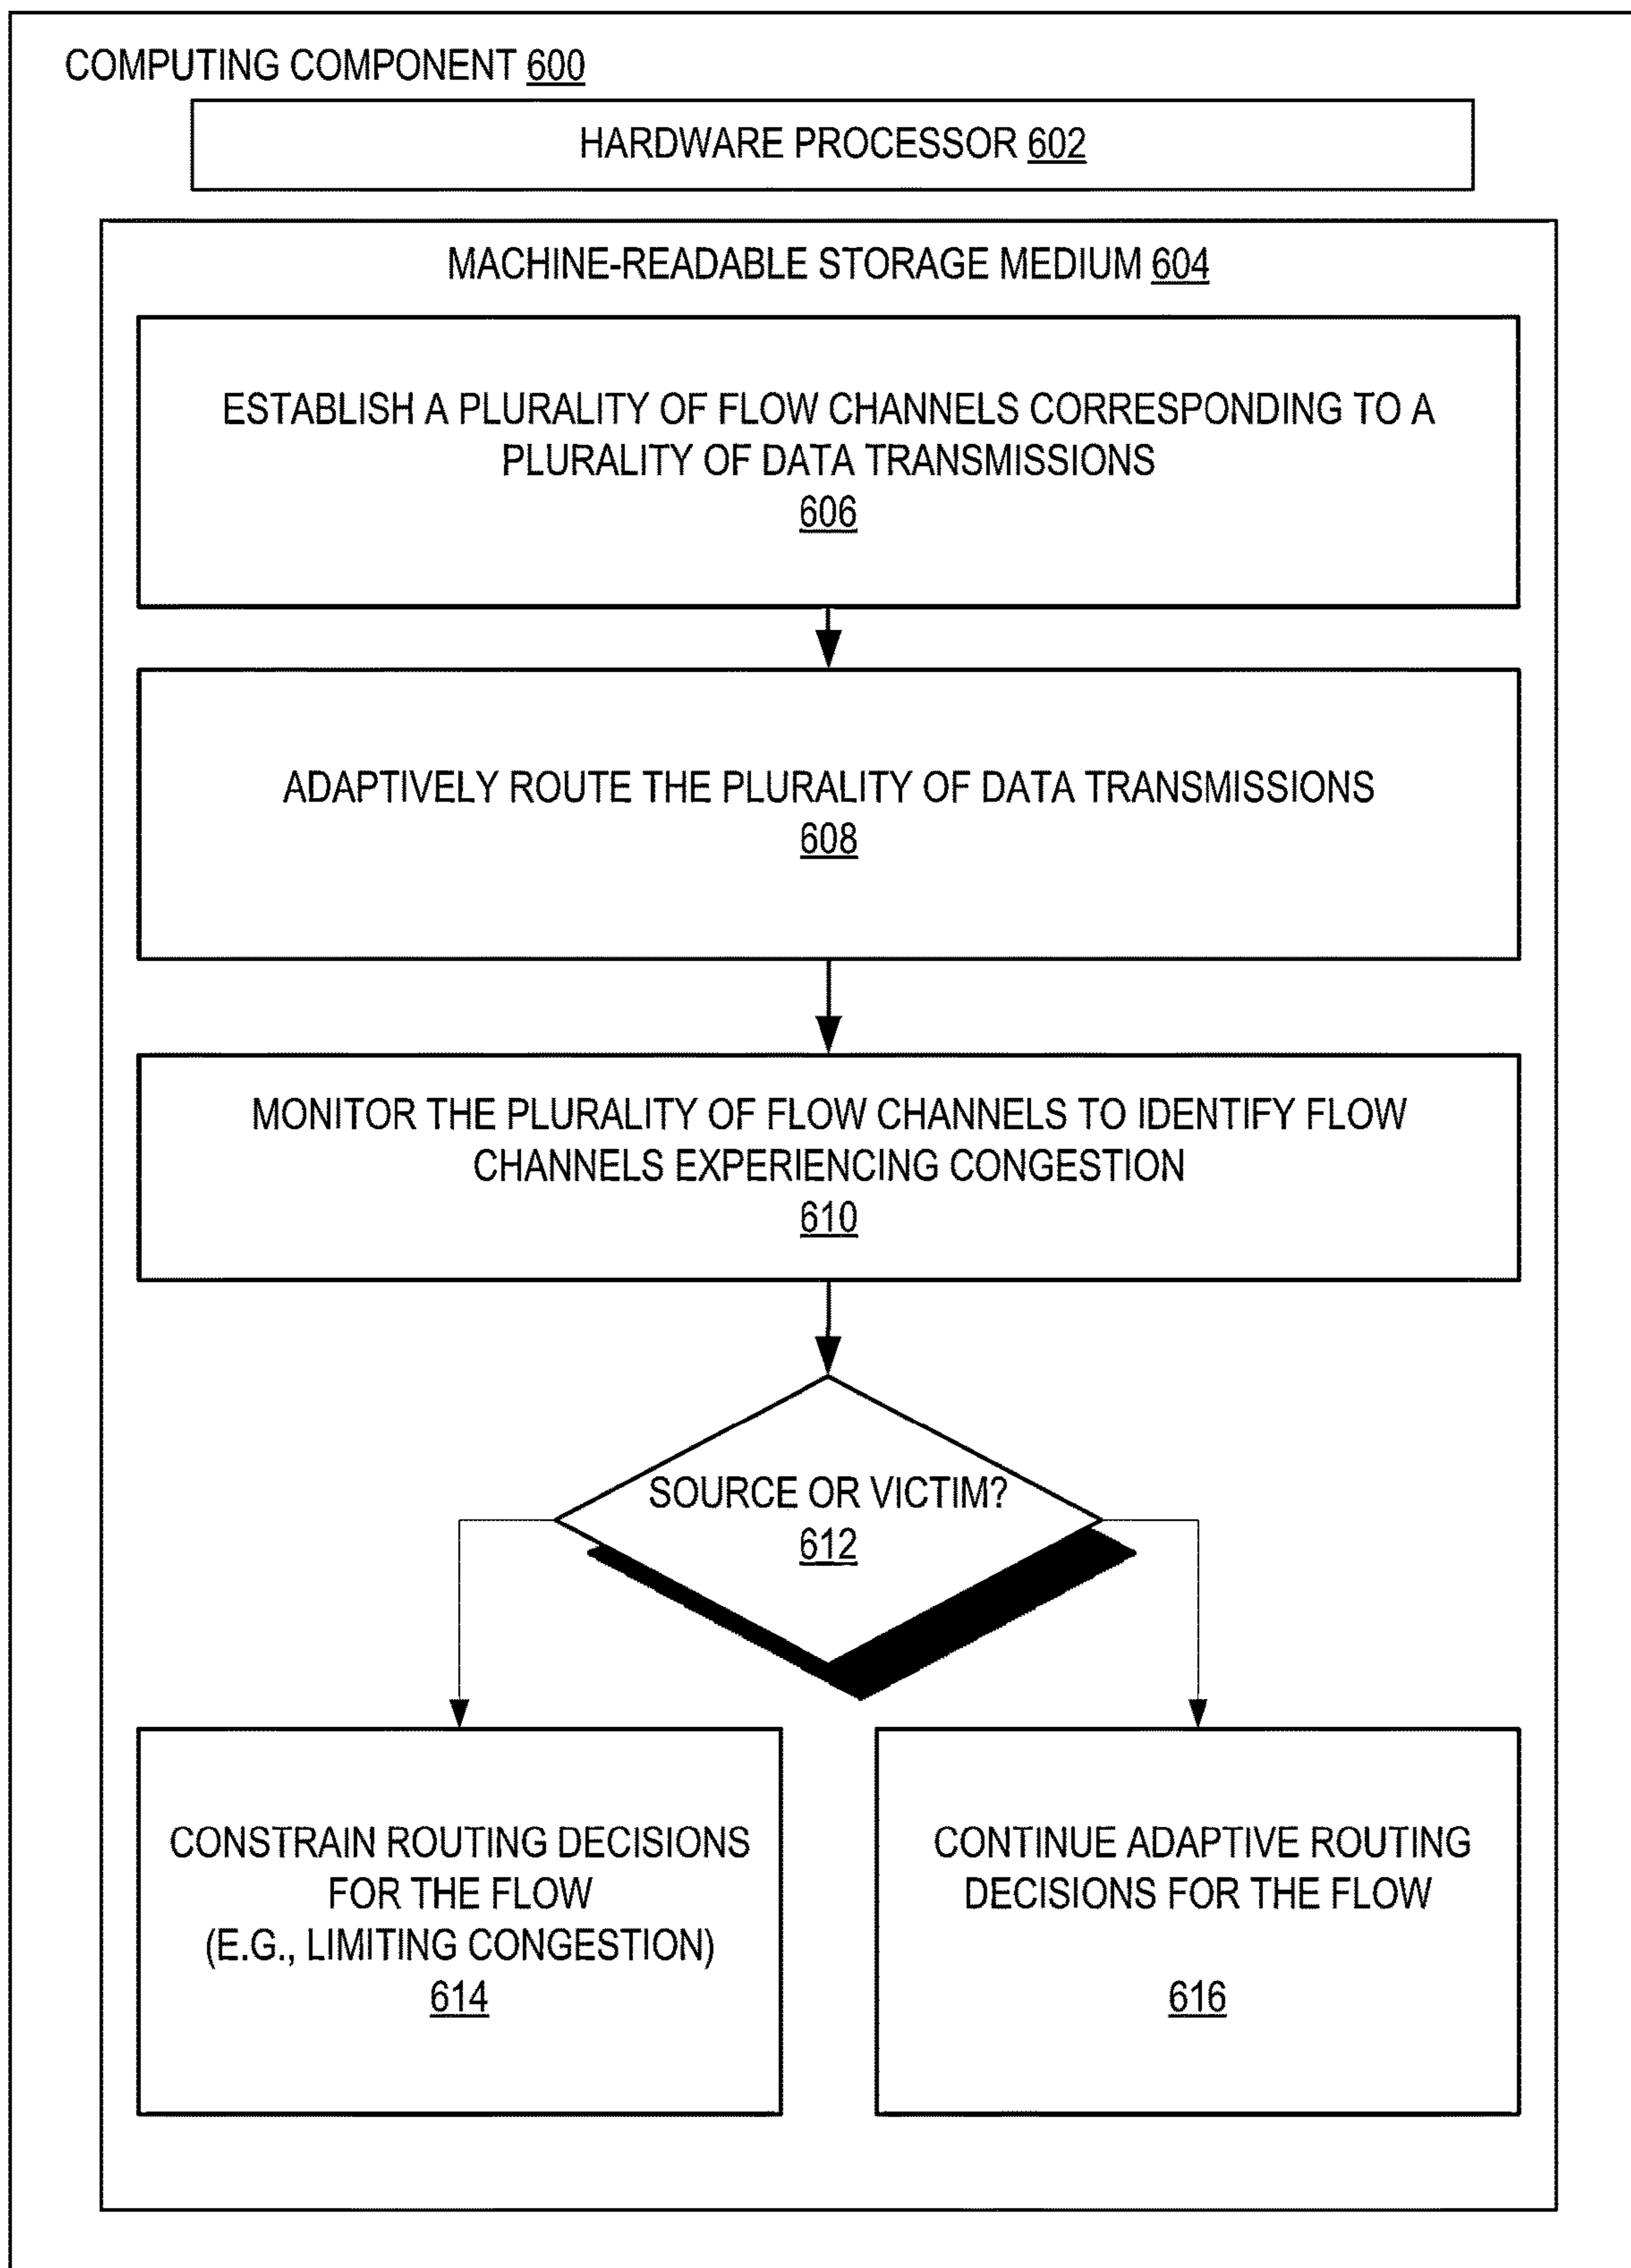 COMPUTING COMPONENT 600
HARDWARE PROCESSOR 602
MACHINE-READABLE STORAGE MEDIUM 604
ESTABLISH A PLURALITY OF FLOW CHANNELS CORRESPONDING TO A
PLURALITY OF DATA TRANSMISSIONS
606
ADAPTIVELY ROUTE THE PLURALITY OF DATA TRANSMISSIONS
608
MONITOR THE PLURALITY OF FLOW CHANNELS TO IDENTIFY FLOW
CHANNELS EXPERIENCING CONGESTION
610
SOURCE OR VICTIM?
612
CONSTRAIN ROUTING DECISIONS
FOR THE FLOW
(E.G., LIMITING CONGESTION)
614
CONTINUE ADAPTIVE ROUTING
DECISIONS FOR THE FLOW
616